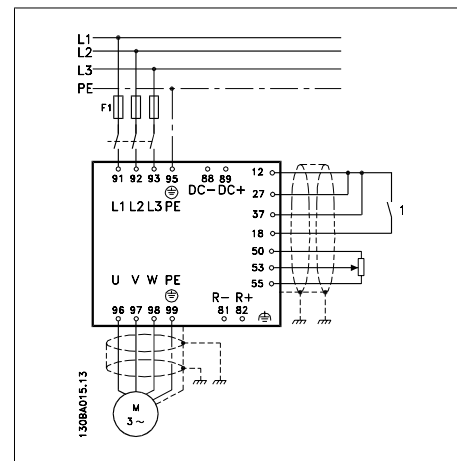 L1
L2
L3
PE
F1
91 92 93 95 88 89 12
DC- DC+
27
L1 L2 L3 PE
37
1
18
50
U V W PE 53
R- R+ 55
96 97 98 99 81 82
130BA015.13
M
3~